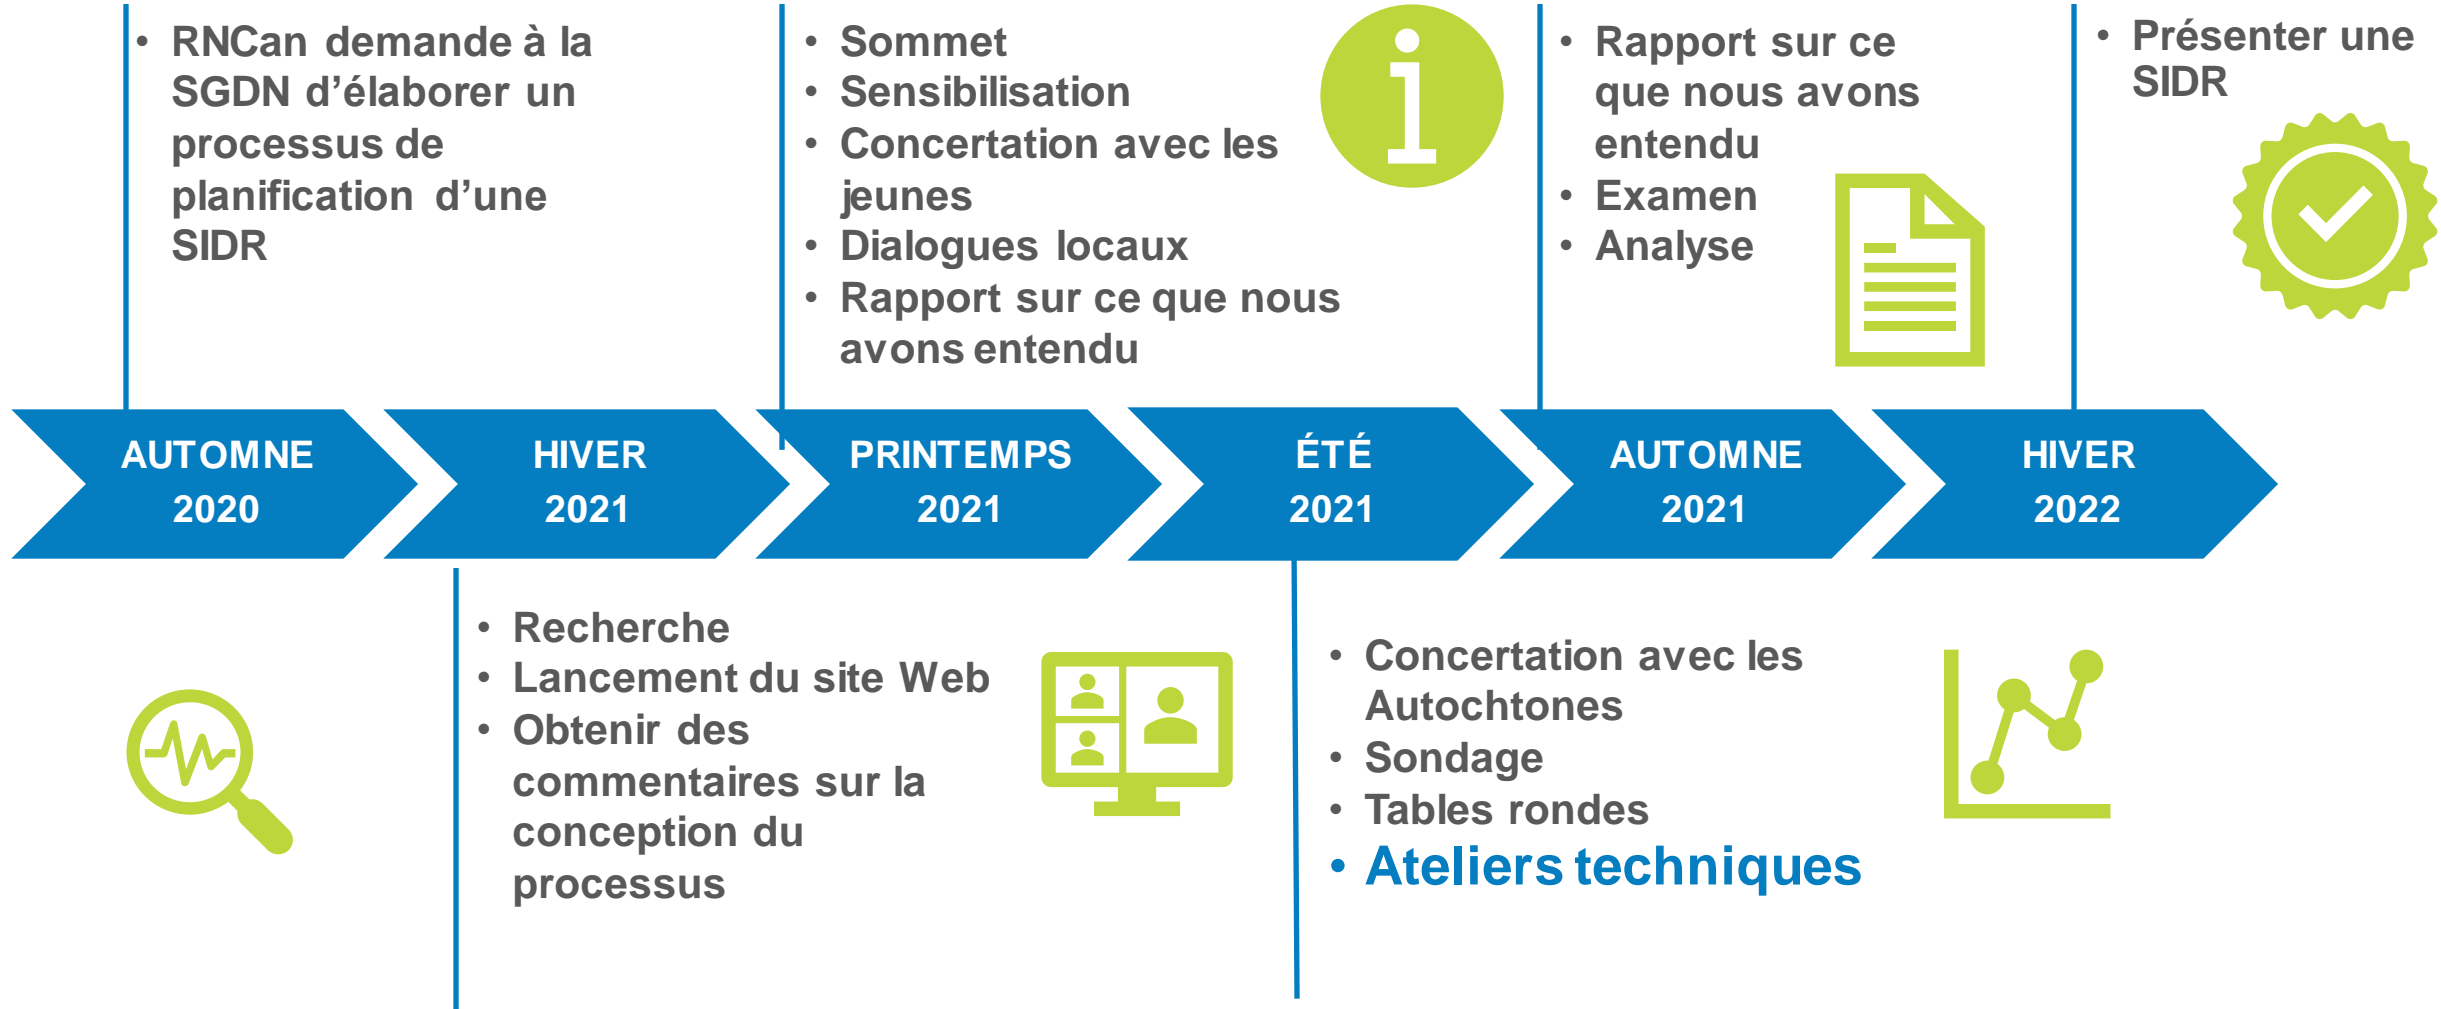 • RNCan demande à la
SGDN d’élaborer un
processus de
planification d’une
SIDR
• Sommet
• Sensibilisation
• Concertation avec les
jeunes
• Dialogues locaux
• Rapport sur ce que nous
avons entendu
• Rapport sur ce
que nous avons
entendu
• Examen
• Analyse
• Présenter une
SIDR
AUTOMNE
2020
HIVER
2021
PRINTEMPS
2021
ÉTÉ
2021
AUTOMNE
2021
HIVER
2022
• Recherche
• Lancement du site Web
• Obtenir des
commentaires sur la
conception du
processus
• Concertation avec les
Autochtones
• Sondage
• Tables rondes
• Ateliers techniques